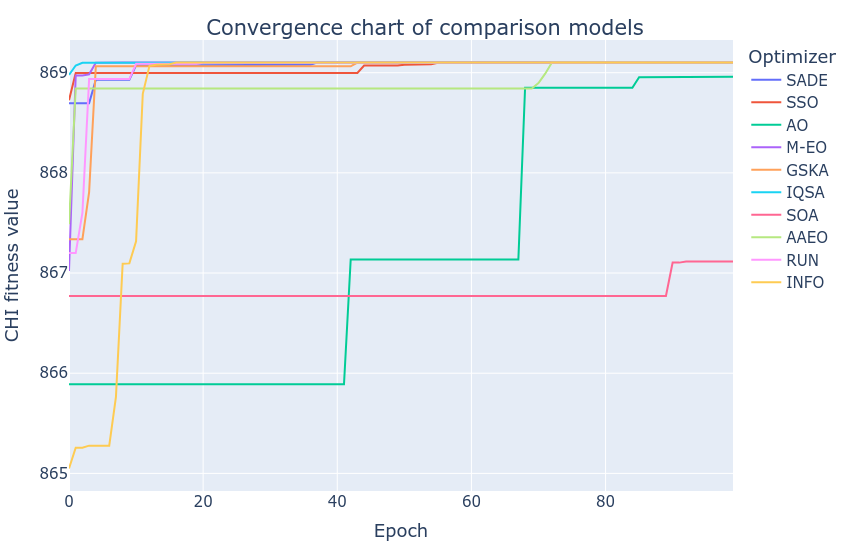 Convergence chart of comparison models
CHI fitness value
869
868
867
866
865
0 20 40 60 80
Epoch
Optimizer
SADE
SSO
AO
M-EO
GSKA
IQSA
SOA
AAEO
RUN
INFO